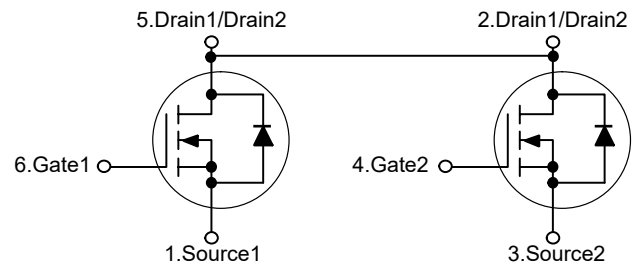 5.Drain1/Drain2
2.Drain1/Drain2
6.Gate1
4.Gate2
1.Source1
3.Source2